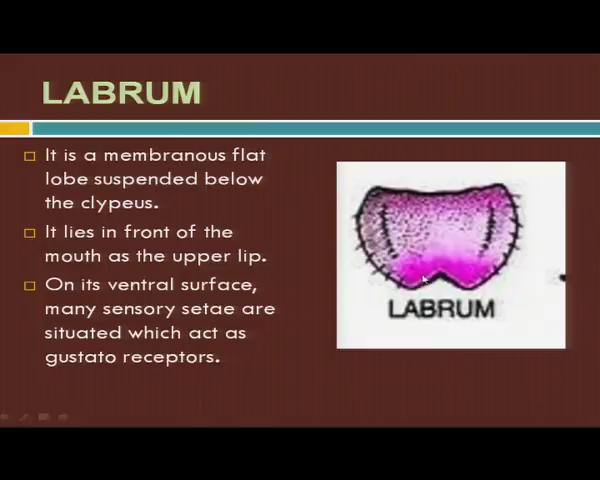 LABRUM
It is a membranous flat
lobe suspended below
the clypeus.
It lies in front of the
mouth as the upper lip.
On its ventral surface,
many sensory setae are
situated which act as
gustato receptors.
LABRUM